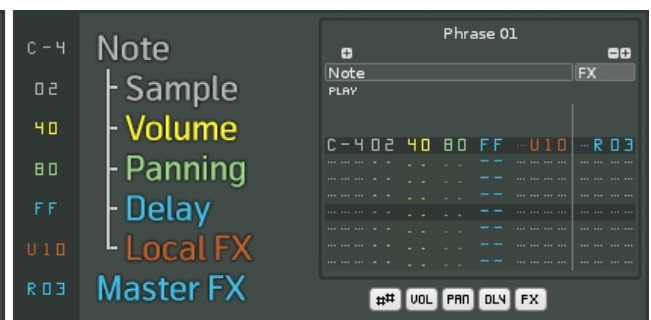 C-4 Note
02 Sample
40 Volume
80 Panning
FF Delay
U10 Local FX
R03 Master FX
Phrase 01
Note FX
PLAY
C-4 02 40 80 FF --U10 --R03
## VOL PAN DLY FX